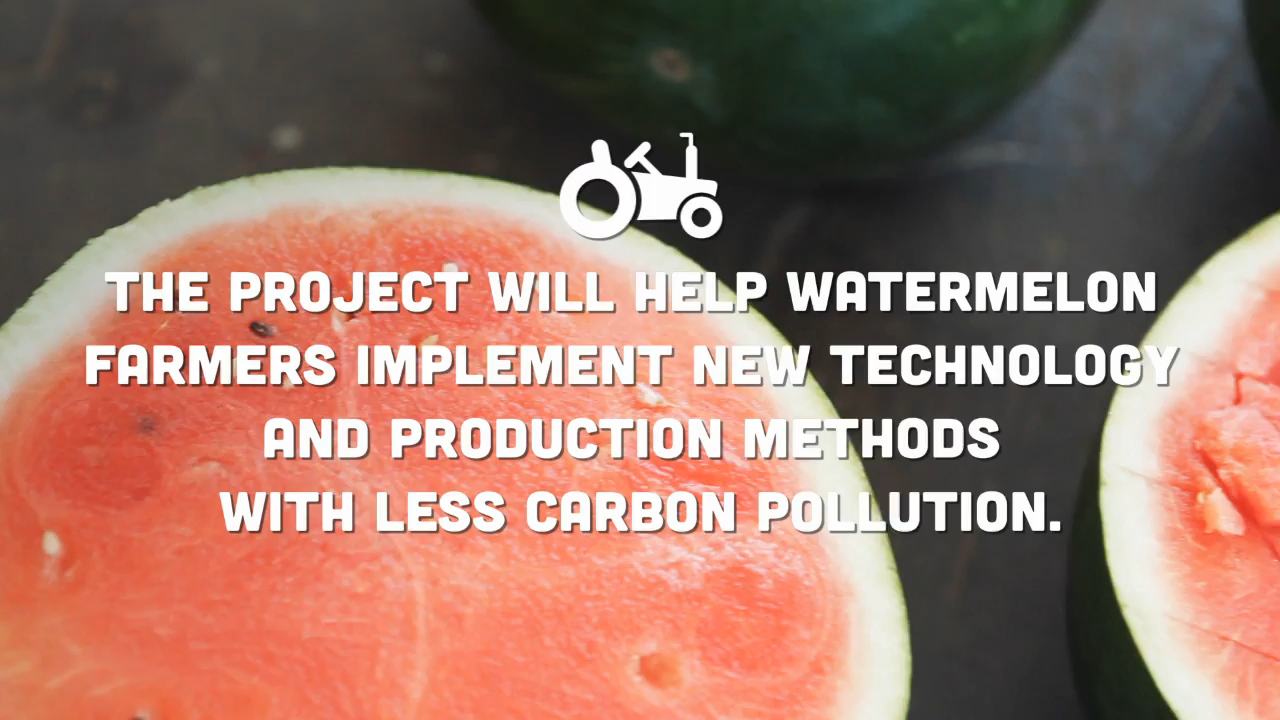 THE PROJECT WILL HELP WATERMELON
FARMERS IMPLEMENT NEW TECHNOLOGY
AND PRODUCTION METHODS
WITH LESS CARBON POLLUTION.